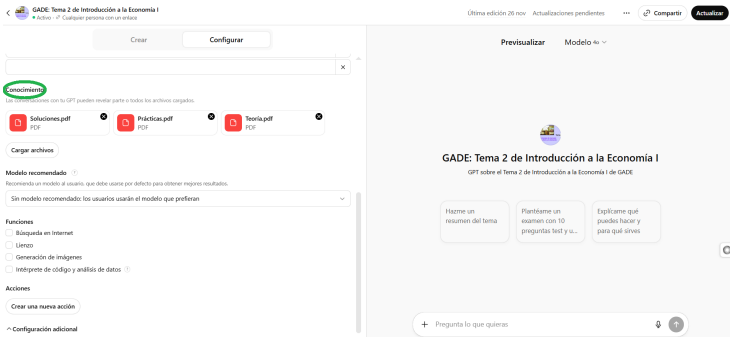 GADE: Tema 2 de Introducción a la Economía I
Activo · Cualquier persona con un enlace
Última edición 26 nov
Actualizaciones pendientes
Compartir
Actualizar
Crear
Configurar
Conocimiento
Las conversaciones con tu GPT pueden revelar parte o todos los archivos cargados.
Soluciones.pdf
PDF
Prácticas.pdf
PDF
Teoría.pdf
PDF
Cargar archivos
Modelo recomendado
Recomienda un modelo al usuario, que debe usarse por defecto para obtener mejores resultados.
Sin modelo recomendado: los usuarios usarán el modelo que prefieran
Funciones
Búsqueda en Internet
Lienzo
Generación de imágenes
Intérprete de código y análisis de datos
Acciones
Crear una nueva acción
Configuración adicional
Previsualizar
Modelo 4o
GADE: Tema 2 de Introducción a la Economía I
GPT sobre el Tema 2 de Introducción a la Economía I de GADE
Hazme un
resumen del tema
Plantéame un
examen con 10
preguntas test y u...
Explícame qué
puedes hacer y
para qué sirves
Pregunta lo que quieras